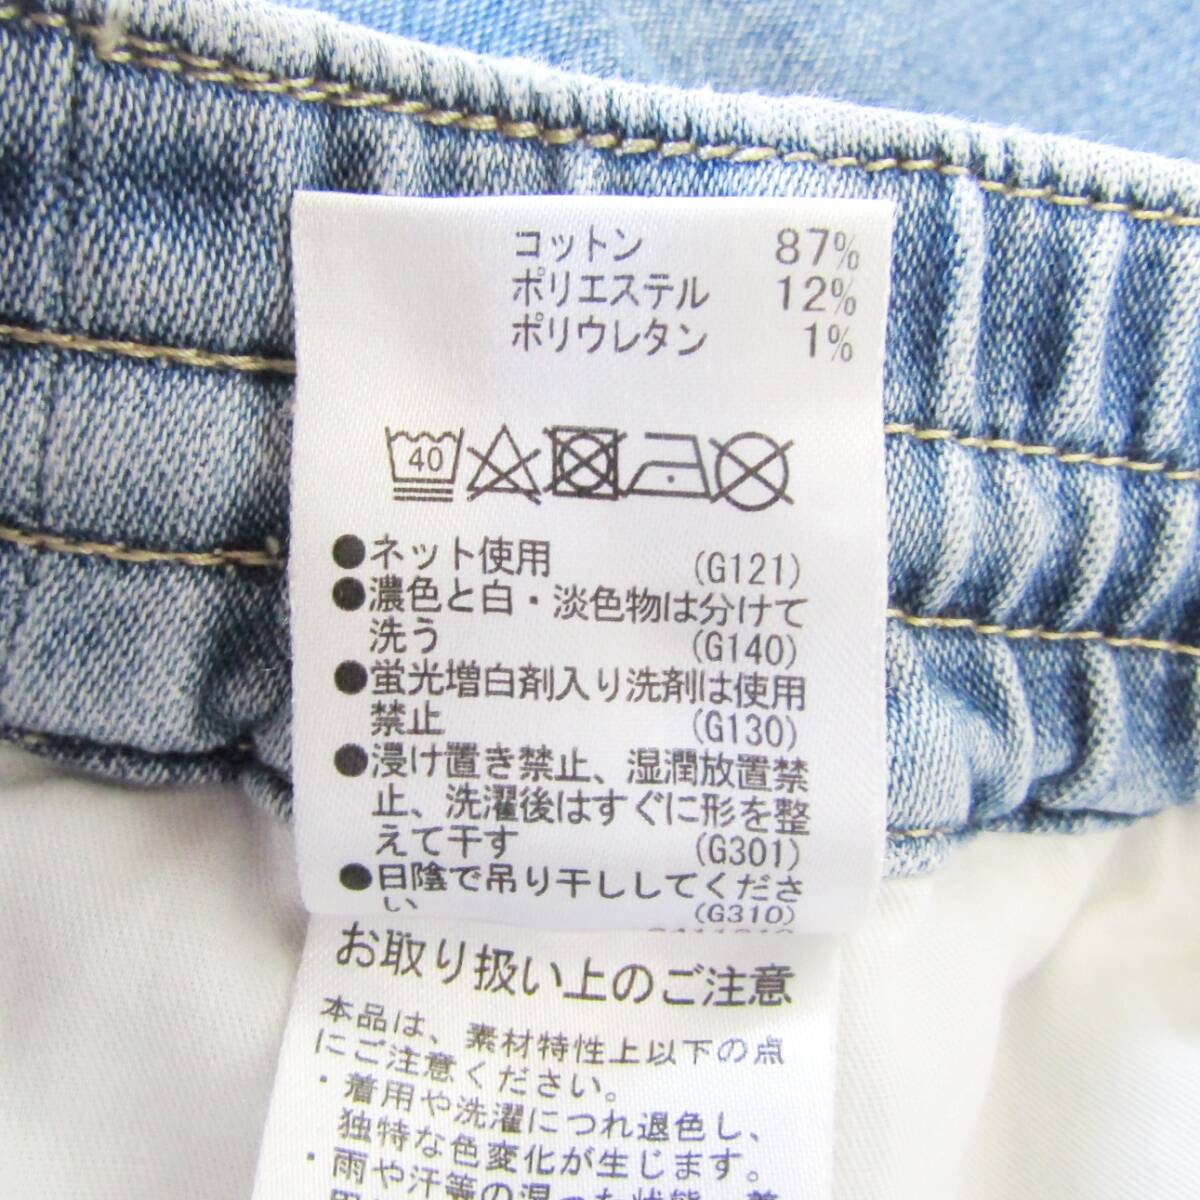 コットン 87%
ポリエステル 12%
ポリウレタン 1%
40
●ネット使用 (G121)
●濃色と白・淡色物は分けて
洗う (G140)
●蛍光増白剤入り洗剤は使用
禁止 (G130)
●浸け置き禁止、湿潤放置禁
止、洗濯後はすぐに形を整
えて干す (G301)
●日陰で吊り干ししてくださ
い (G310)
お取り扱い上のご注意
本品は、素材特性上以下の点
にご注意ください。
・着用や洗濯につれ退色し、
独特な色変化が生じます。
・雨や汗等の湿った状態、着